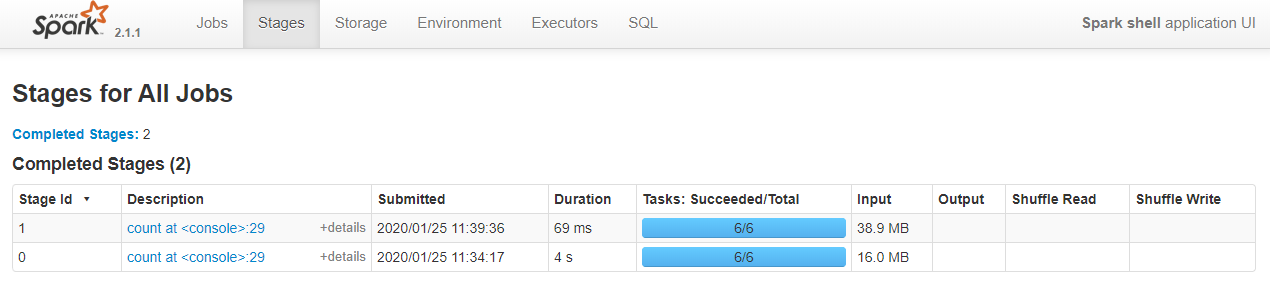 APACHE
Spark 2.1.1 Jobs Stages Storage Environment Executors SQL Spark shell application UI
Stages for All Jobs
Completed Stages: 2
Completed Stages (2)
Stage Id ▾ Description Submitted Duration Tasks: Succeeded/Total Input Output Shuffle Read Shuffle Write
1 count at <console>:29 +details 2020/01/25 11:39:36 69 ms 6/6 38.9 MB
0 count at <console>:29 +details 2020/01/25 11:34:17 4 s 6/6 16.0 MB